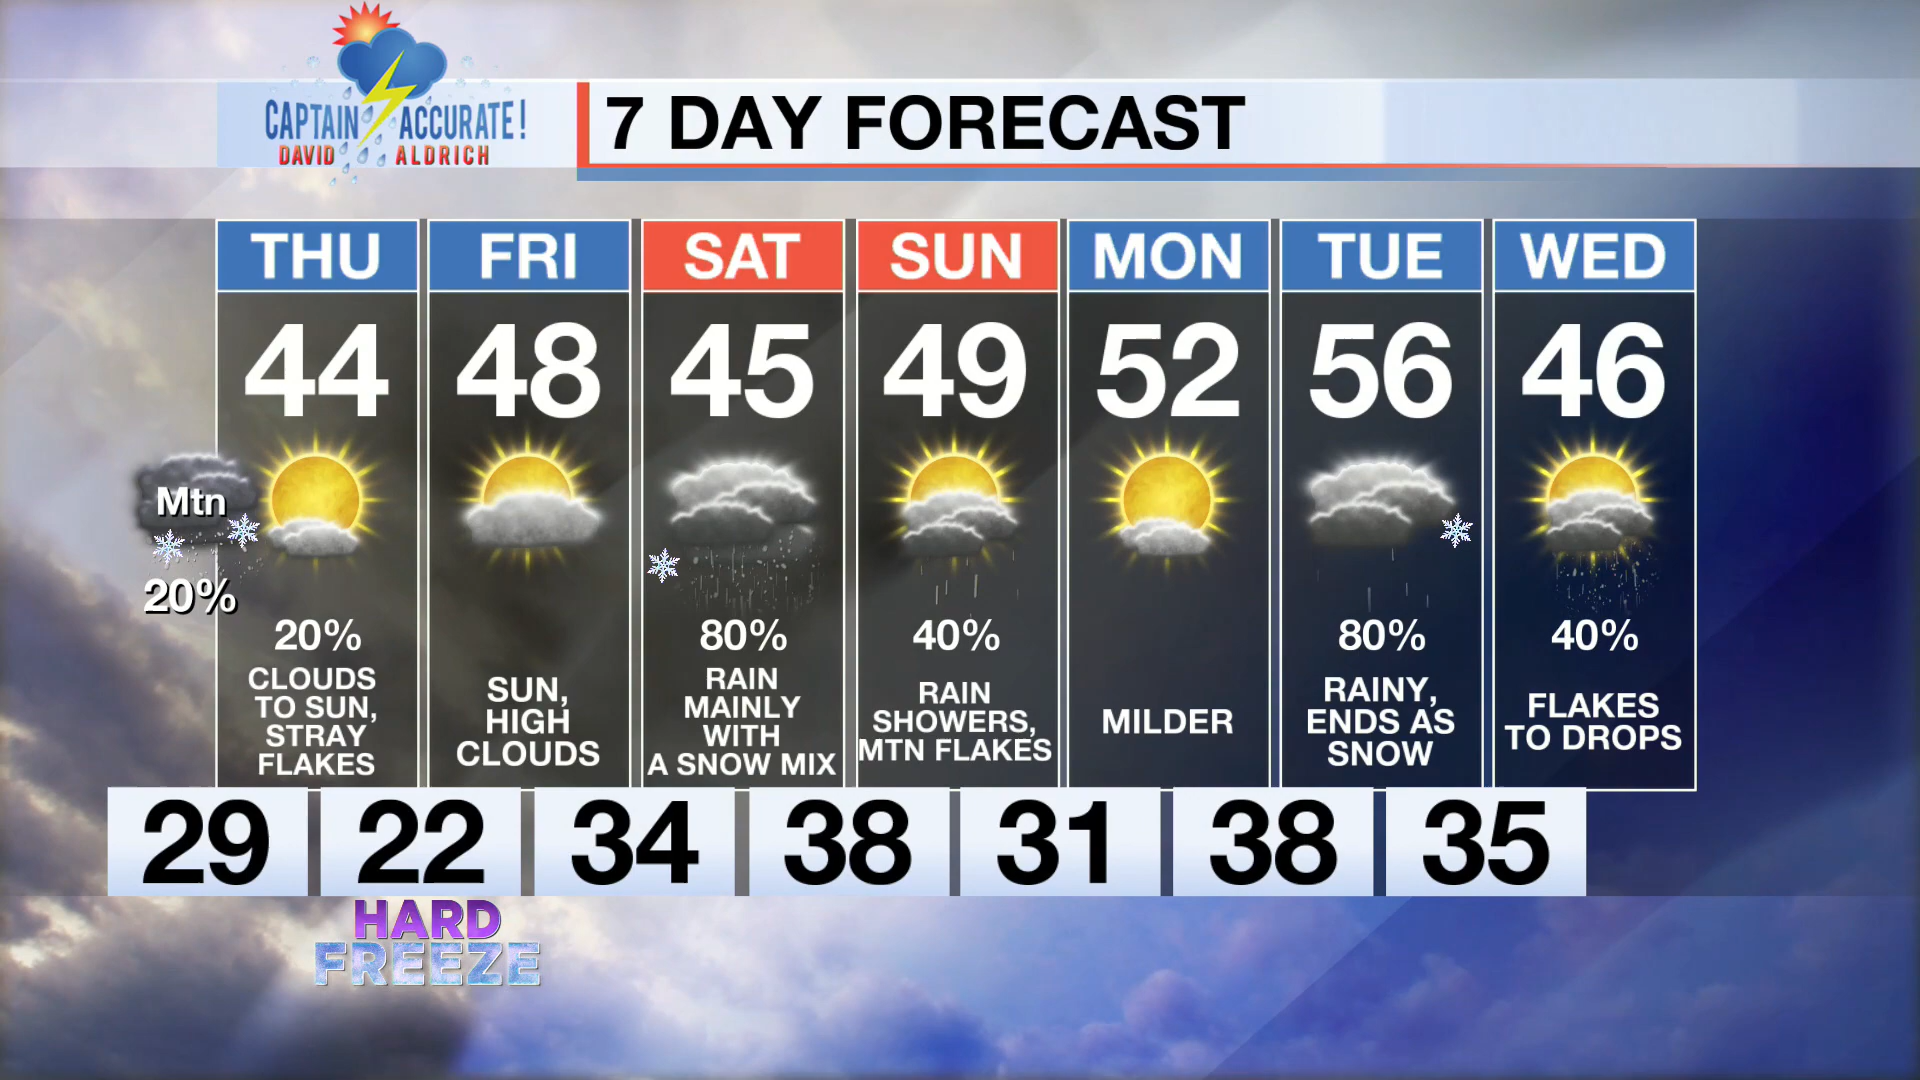 CAPTAIN ACCURATE!
DAVID ALDRICH
7 DAY FORECAST
THU FRI SAT SUN MON TUE WED
44 48 45 49 52 56 46
Mtn
20%
20% 80% 40% 80% 40%
CLOUDS
TO SUN,
STRAY
FLAKES
SUN,
HIGH
CLOUDS
RAIN
MAINLY
WITH
A SNOW MIX
RAIN
SHOWERS,
MTN FLAKES
MILDER
RAINY,
ENDS AS
SNOW
FLAKES
TO DROPS
29 22 34 38 31 38 35
HARD
FREEZE